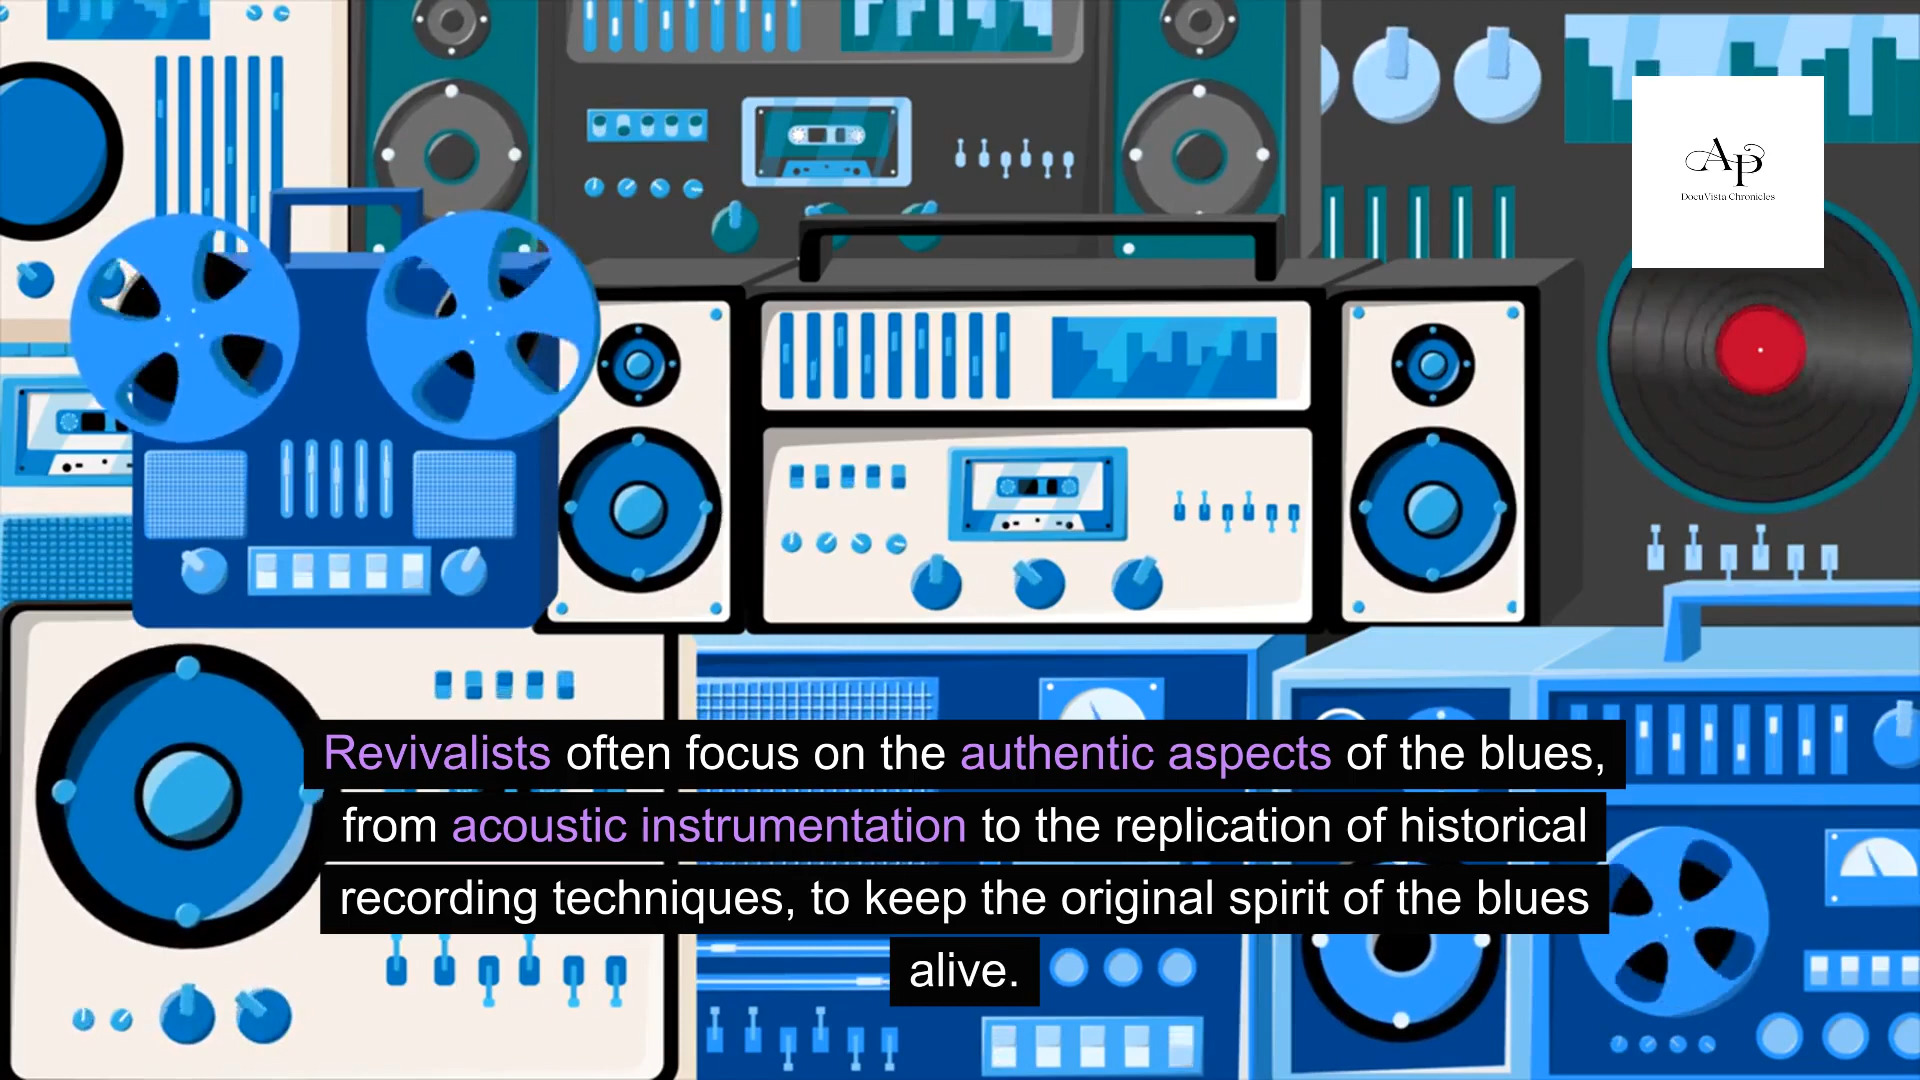 AP
DocuVista Chronicles
Revivalists often focus on the authentic aspects of the blues,
from acoustic instrumentation to the replication of historical
recording techniques, to keep the original spirit of the blues
alive.